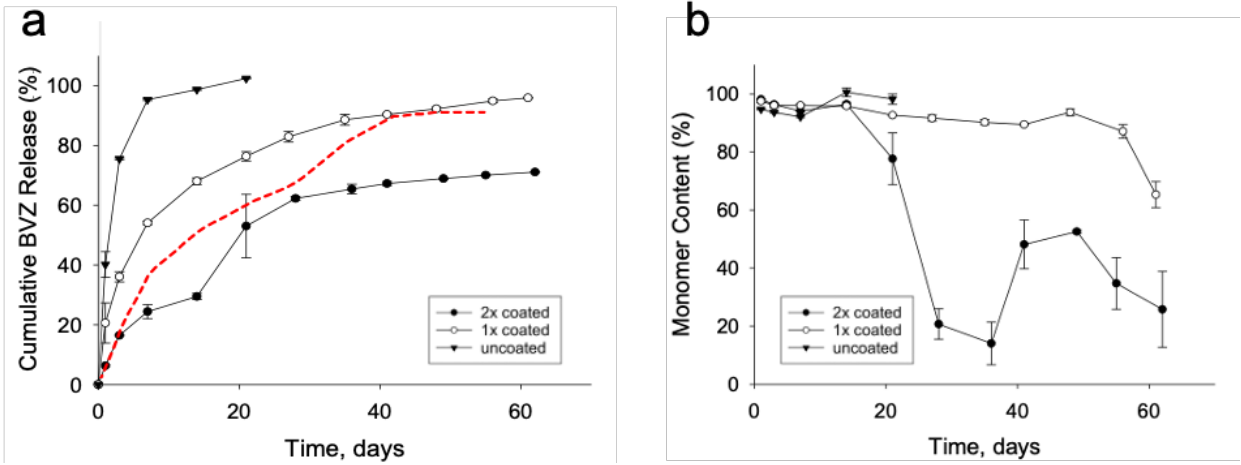 a
Cumulative BVZ Release (%)
100
80
60
40
20
0
0
20
40
60
Time, days
2x coated
1x coated
uncoated
b
Monomer Content (%)
100
80
60
40
20
0
0
20
40
60
Time, days
2x coated
1x coated
uncoated